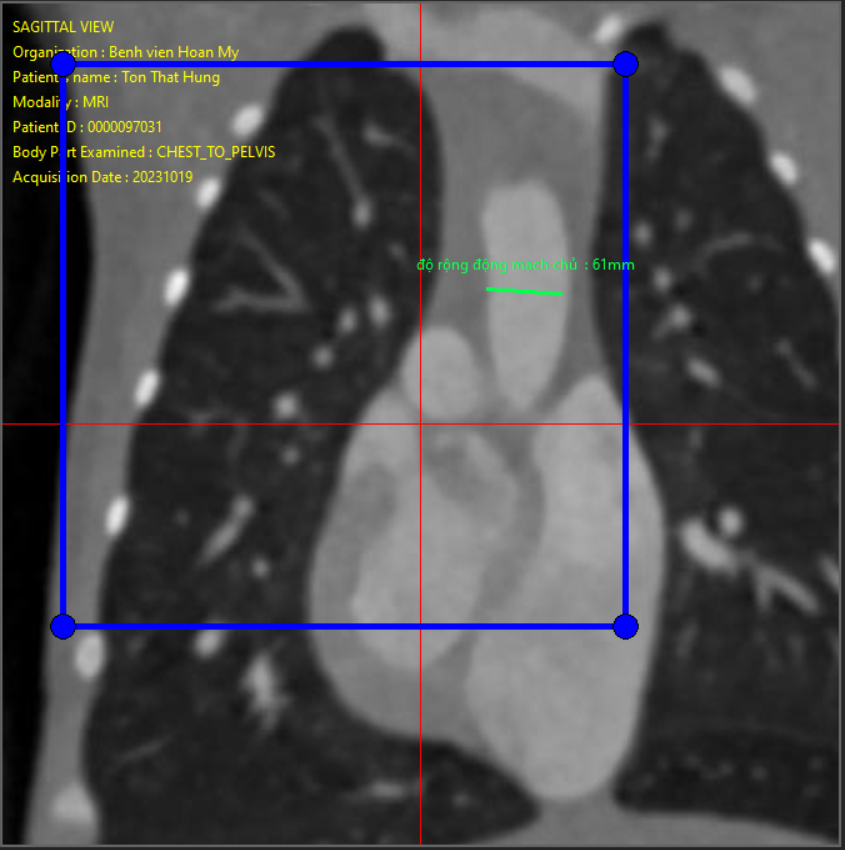 SAGITTAL VIEW
Organization : Benh vien Hoan My
Patient's name : Ton That Hung
Modality : MRI
Patient ID : 0000097031
Body Part Examined : CHEST_TO_PELVIS
Acquisition Date : 20231019
độ rộng động mạch chủ : 61mm